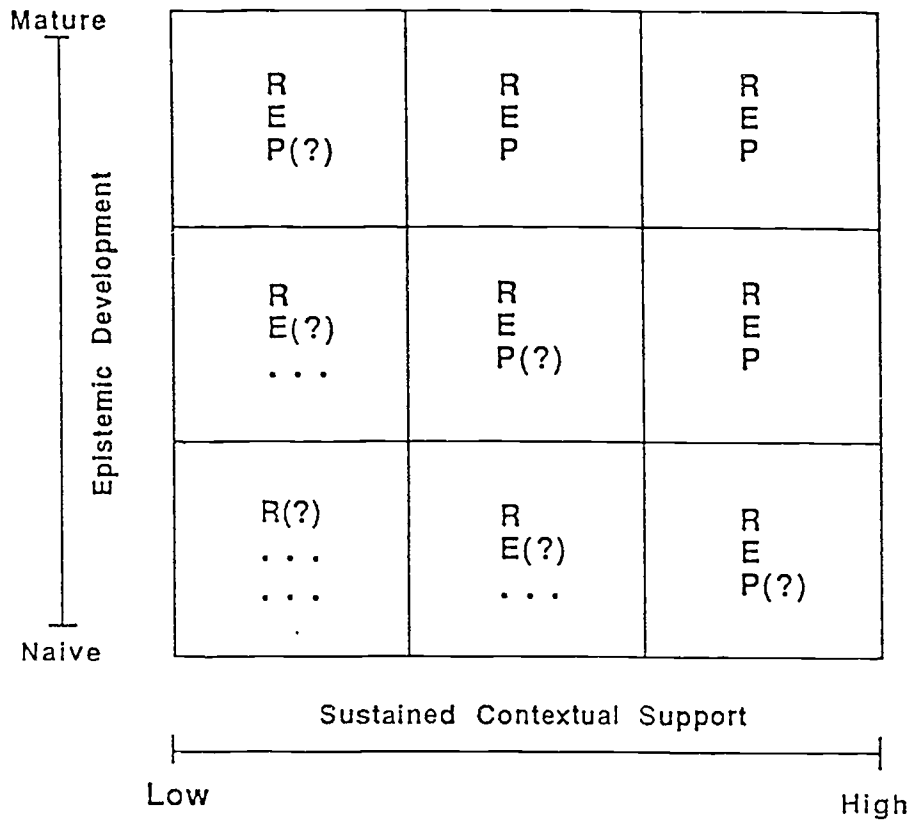 Mature
R
E
P(?)
R
E
P
R
E
P
Epistemic Development
R
E(?)
. . .
R
E
P(?)
R
E
P
R(?)
. . .
. . .
R
E(?)
. . .
R
E
P(?)
Naive
Sustained Contextual Support
Low
High